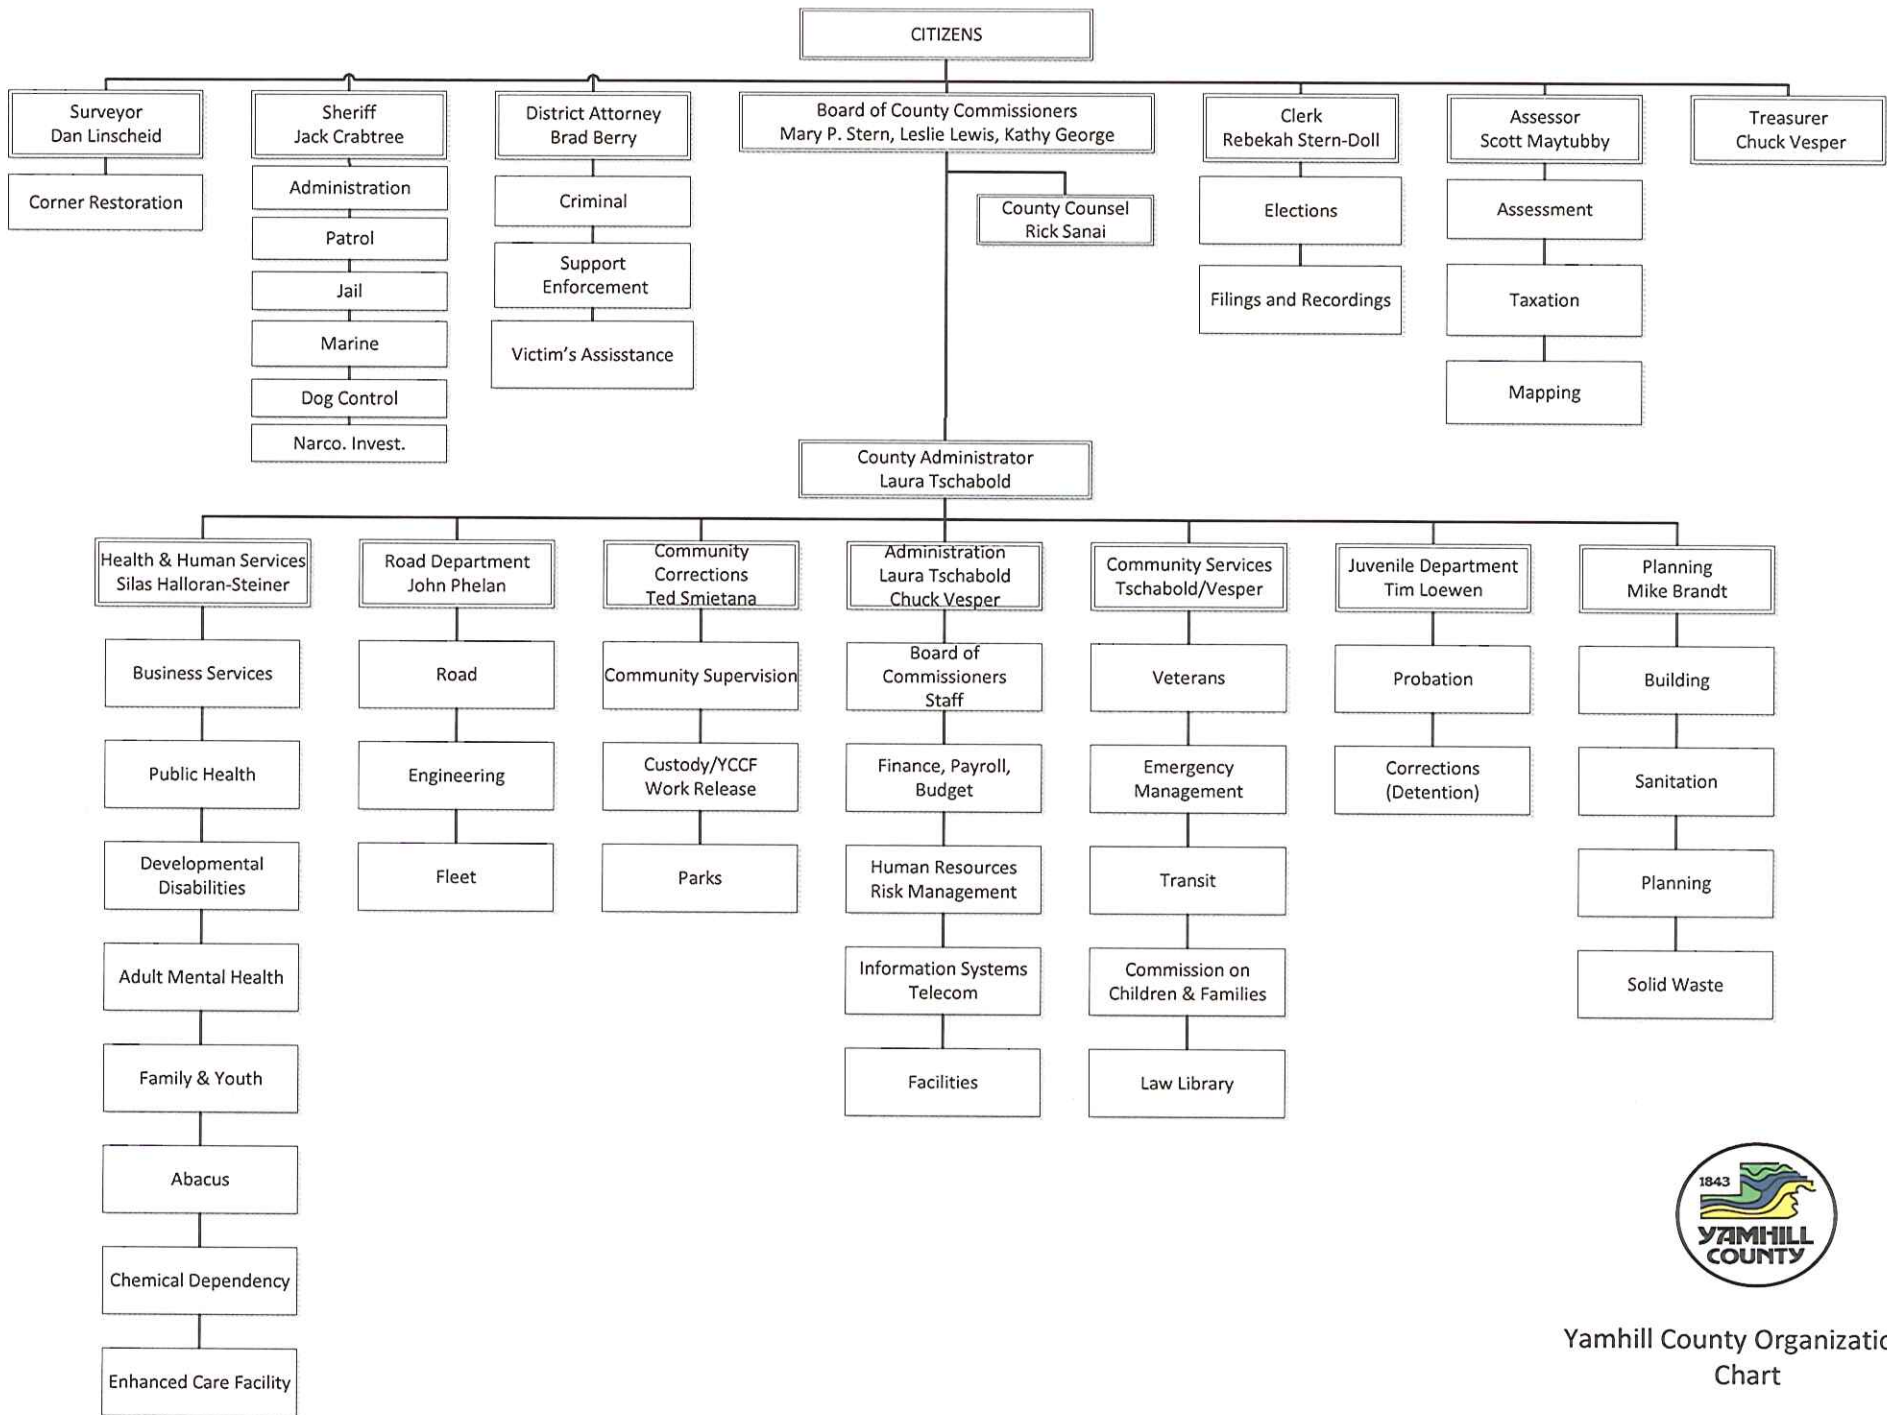 CITIZENS
Surveyor
Dan Linscheid
Corner Restoration
Sheriff
Jack Crabtree
Administration
Patrol
Jail
Marine
Dog Control
Narco. Invest.
District Attorney
Brad Berry
Criminal
Support
Enforcement
Victim's Assisstance
Board of County Commissioners
Mary P. Stern, Leslie Lewis, Kathy George
County Counsel
Rick Sanai
Clerk
Rebekah Stern-Doll
Elections
Filings and Recordings
Assessor
Scott Maytubby
Assessment
Taxation
Mapping
Treasurer
Chuck Vesper
County Administrator
Laura Tschabold
Health & Human Services
Silas Halloran-Steiner
Business Services
Public Health
Developmental
Disabilities
Adult Mental Health
Family & Youth
Abacus
Chemical Dependency
Enhanced Care Facility
Road Department
John Phelan
Road
Engineering
Fleet
Community
Corrections
Ted Smietana
Community Supervision
Custody/YCCF
Work Release
Parks
Administration
Laura Tschabold
Chuck Vesper
Board of
Commissioners
Staff
Finance, Payroll,
Budget
Human Resources
Risk Management
Information Systems
Telecom
Facilities
Community Services
Tschabold/Vesper
Veterans
Emergency
Management
Transit
Commission on
Children & Families
Law Library
Juvenile Department
Tim Loewen
Probation
Corrections
(Detention)
Planning
Mike Brandt
Building
Sanitation
Planning
Solid Waste
1843
YAMHILL
COUNTY
Yamhill County Organizatio
Chart